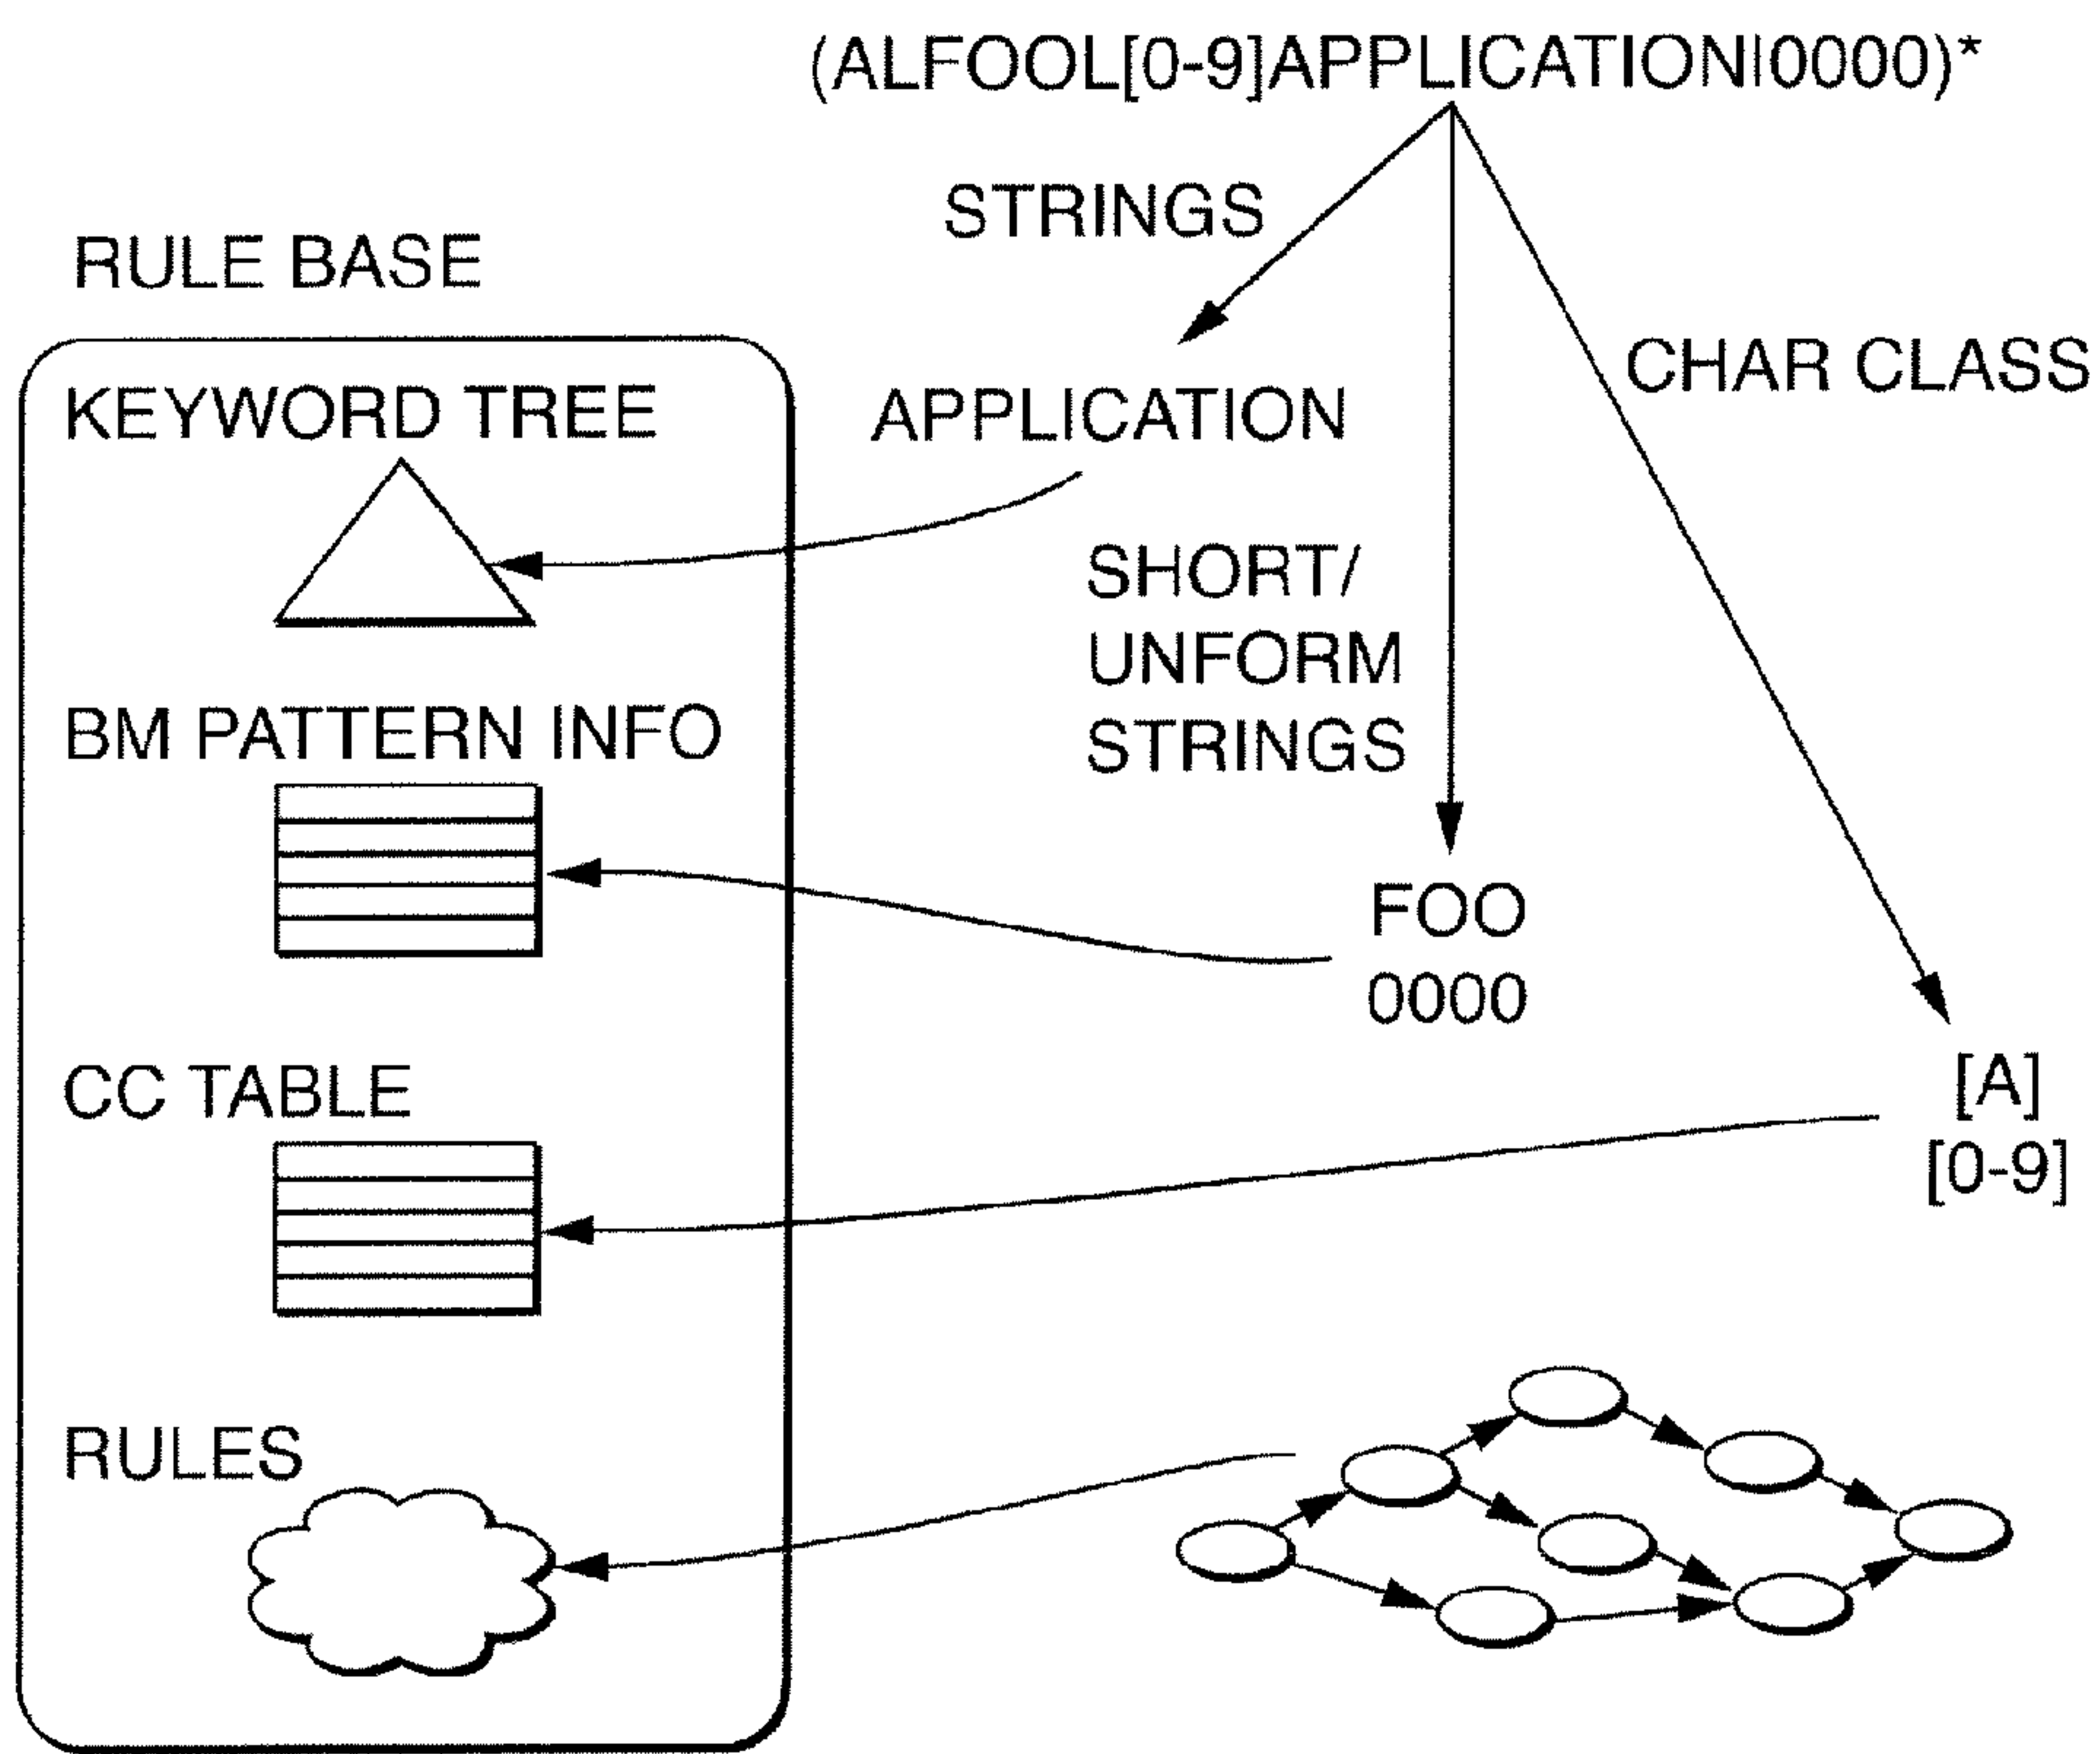 (ALFOOL[0-9]APPLICATION|0000)*
STRINGS
RULE BASE
CHAR CLASS
KEYWORD TREE
APPLICATION
SHORT/
UNFORM
STRINGS
BM PATTERN INFO
FOO
0000
CC TABLE
[A]
[0-9]
RULES